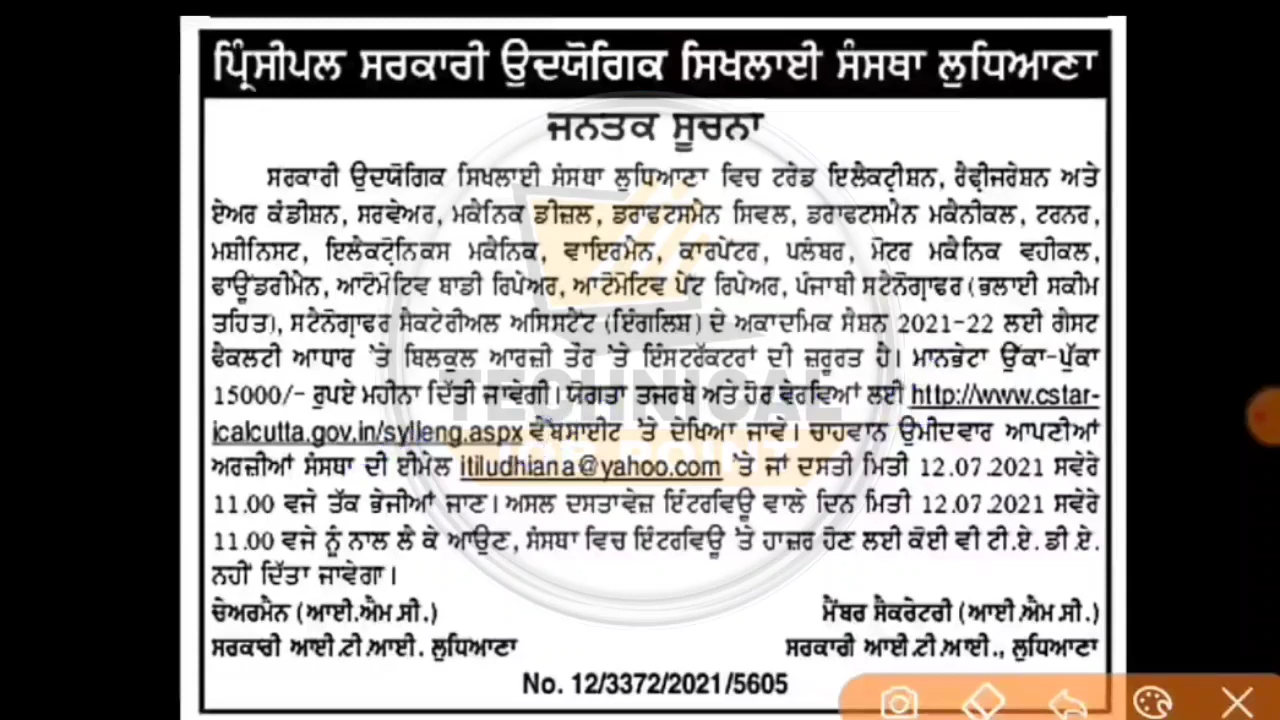 ਪ੍ਰਿੰਸੀਪਲ ਸਰਕਾਰੀ ਉਦਯੋਗਿਕ ਸਿਖਲਾਈ ਸੰਸਥਾ ਲੁਧਿਆਣਾ
ਜਨਤਕ ਸੂਚਨਾ
ਸਰਕਾਰੀ ਉਦਯੋਗਿਕ ਸਿਖਲਾਈ ਸੰਸਥਾ ਲੁਧਿਆਣਾ ਵਿਚ ਟਰੇਡ ਇਲੈਕਟ੍ਰੀਸ਼ਨ, ਰੈਫ੍ਰੀਜਰੇਸ਼ਨ ਅਤੇ
ਏਅਰ ਕੰਡੀਸ਼ਨ, ਸਰਵੇਅਰ, ਮਕੈਨਿਕ ਡੀਜ਼ਲ, ਡਰਾਫਟਸਮੈਨ ਸਿਵਲ, ਡਰਾਫਟਸਮੈਨ ਮਕੈਨੀਕਲ, ਟਰਨਰ,
ਮਸ਼ੀਨਿਸਟ, ਇਲੈਕਟ੍ਰੋਨਿਕਸ ਮਕੈਨਿਕ, ਵਾਇਰਮੈਨ, ਕਾਰਪੇਂਟਰ, ਪਲੰਬਰ, ਮੋਟਰ ਮਕੈਨਿਕ ਵਹੀਕਲ,
ਫਾਊਂਡਰੀਮੈਨ, ਆਟੋਮੋਟਿਵ ਬਾਡੀ ਰਿਪੇਅਰ, ਆਟੋਮੋਟਿਵ ਪੇਂਟ ਰਿਪੇਅਰ, ਪੰਜਾਬੀ ਸਟੈਨੋਗ੍ਰਾਫਰ (ਭਲਾਈ ਸਕੀਮ
ਤਹਿਤ), ਸਟੈਨੋਗ੍ਰਾਫਰ ਸੈਕਟੇਰੀਅਲ ਅਸਿਸਟੈਂਟ (ਇੰਗਲਿਸ਼) ਦੇ ਅਕਾਦਮਿਕ ਸੈਸ਼ਨ 2021-22 ਲਈ ਗੈਸਟ
ਫੈਕਲਟੀ ਆਧਾਰ 'ਤੇ ਬਿਲਕੁਲ ਆਰਜ਼ੀ ਤੌਰ 'ਤੇ ਇੰਸਟਰੱਕਟਰਾਂ ਦੀ ਜ਼ਰੂਰਤ ਹੈ। ਮਾਨਭੇਟਾ ਉੱਕਾ-ਪੁੱਕਾ
15000/- ਰੁਪਏ ਮਹੀਨਾ ਦਿੱਤੀ ਜਾਵੇਗੀ। ਯੋਗਤਾ ਤਜਰਬੇ ਅਤੇ ਹੋਰ ਵੇਰਵਿਆਂ ਲਈ http://www.cstar-
icalcutta.gov.in/sylleng.aspx ਵੈੱਬਸਾਈਟ 'ਤੇ ਦੇਖਿਆ ਜਾਵੇ। ਚਾਹਵਾਨ ਉਮੀਦਵਾਰ ਆਪਣੀਆਂ
ਅਰਜ਼ੀਆਂ ਸੰਸਥਾ ਦੀ ਈਮੇਲ itiludhiana@yahoo.com 'ਤੇ ਜਾਂ ਦਸਤੀ ਮਿਤੀ 12.07.2021 ਸਵੇਰੇ
11.00 ਵਜੇ ਤੱਕ ਭੇਜੀਆਂ ਜਾਣ। ਅਸਲ ਦਸਤਾਵੇਜ਼ ਇੰਟਰਵਿਊ ਵਾਲੇ ਦਿਨ ਮਿਤੀ 12.07.2021 ਸਵੇਰੇ
11.00 ਵਜੇ ਨੂੰ ਨਾਲ ਲੈ ਕੇ ਆਉਣ, ਸੰਸਥਾ ਵਿਚ ਇੰਟਰਵਿਊ 'ਤੇ ਹਾਜ਼ਰ ਹੋਣ ਲਈ ਕੋਈ ਵੀ ਟੀ.ਏ. ਡੀ.ਏ.
ਨਹੀਂ ਦਿੱਤਾ ਜਾਵੇਗਾ।
ਚੇਅਰਮੈਨ (ਆਈ.ਐਮ.ਸੀ.)
ਸਰਕਾਰੀ ਆਈ.ਟੀ.ਆਈ. ਲੁਧਿਆਣਾ
ਮੈਂਬਰ ਸੈਕਰੇਟਰੀ (ਆਈ.ਐਮ.ਸੀ.)
ਸਰਕਾਰੀ ਆਈ.ਟੀ.ਆਈ., ਲੁਧਿਆਣਾ
No. 12/3372/2021/5605
TECHNICAL
JOB POINT